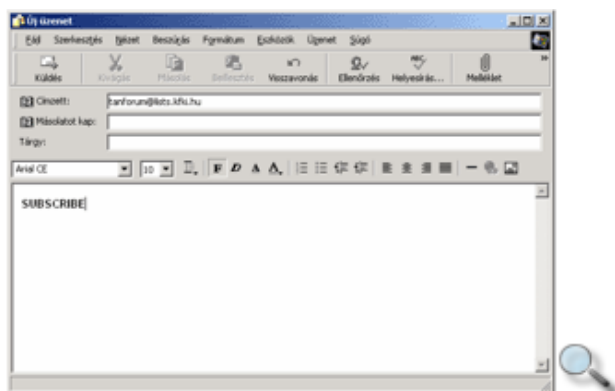 Új üzenet
Fájl Szerkesztés Nézet Beszúrás Formátum Eszközök Üzenet Súgó
Küldés Kivágás Másolás Beillesztés Visszavonás Ellenőrzés Helyesírás... Melléklet
Címzett: tanforum@lists.kfki.hu
Másolatot kap:
Tárgy:
Arial CE 10 F D A A
SUBSCRIBE